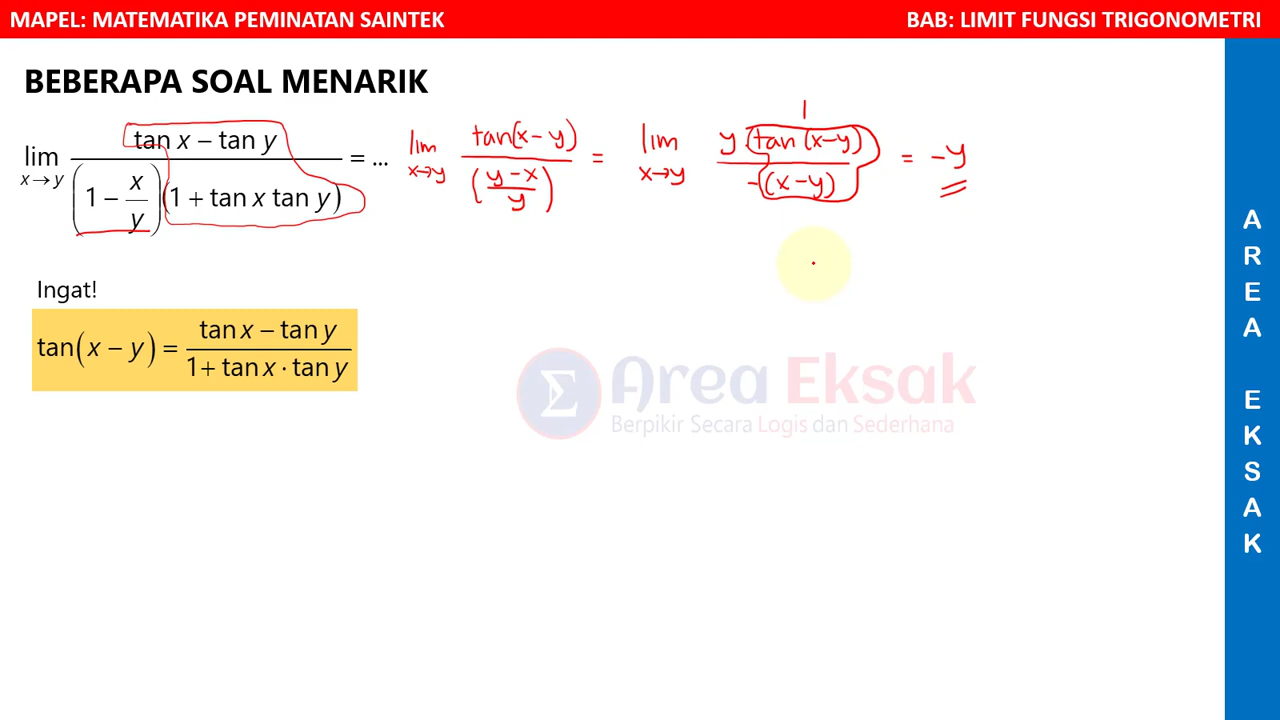 MAPEL: MATEMATIKA PEMINATAN SAINTEK
BAB: LIMIT FUNGSI TRIGONOMETRI
BEBERAPA SOAL MENARIK
lim x→y (tan x − tan y) / ((1 − x/y)(1 + tan x tan y)) = ... lim x→y tan(x−y) / ((y−x)/y) = lim x→y y tan(x−y) / −(x−y) = −y
1
Ingat!
tan(x − y) = (tan x − tan y) / (1 + tan x · tan y)
Σ Area Eksak
Berpikir Secara Logis dan Sederhana
AREA EKSAK